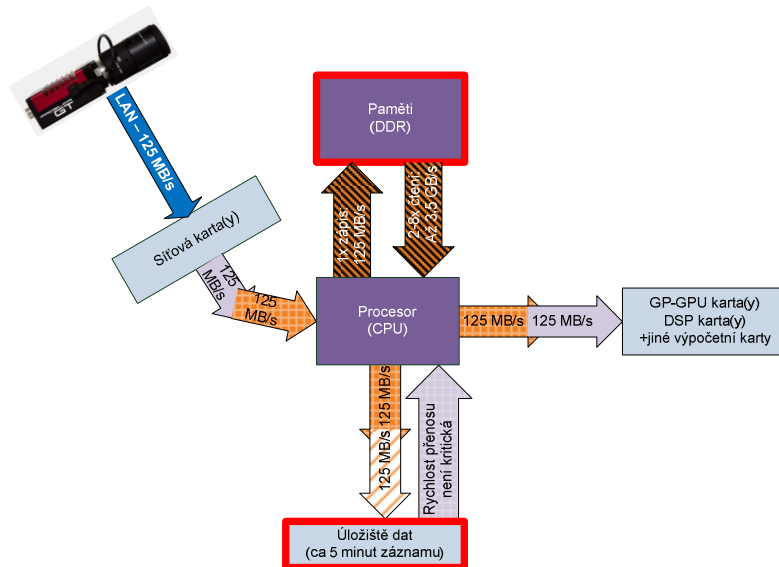 GT
LAN – 125 MB/s
Paměti
(DDR)
Síťová karta(y)
1x zápis:
125 MB/s
2-8x čtení:
Až 3,5 GB/s
125
MB/s
125
MB/s
Procesor
(CPU)
125 MB/s
125 MB/s
GP-GPU karta(y)
DSP karta(y)
+jiné výpočetní karty
125 MB/s
125 MB/s
Rychlost přenosu
není kritická
Úložiště dat
(ca 5 minut záznamu)